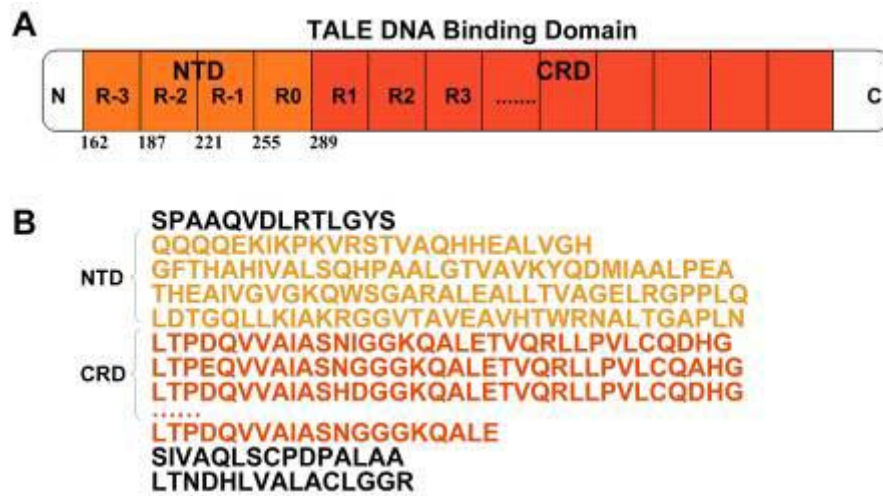 A
TALE DNA Binding Domain
NTD CRD
N R-3 R-2 R-1 R0 R1 R2 R3 ....... C
162 187 221 255 289
B
SPAAQVDLRTLGYS
NTD
QQQQEKIKPKVRSTVAQHHEALVGH
GFTHAHIVALSQHPAALGTVAVKYQDMIAALPEA
THEAIVGVGKQWSGARALEALLTVAGELRGPPLQ
LDTGQLLKIAKRGGVTAVEAVHTWRNALTGAPLN
CRD
LTPDQVVAIASNIGGKQALETVQRLLPVLCQDHG
LTPEQVVAIASNGGGKQALETVQRLLPVLCQAHG
LTPDQVVAIASHDGGKQALETVQRLLPVLCQDHG
......
LTPDQVVAIASNGGGKQALE
SIVAQLSCPDPALAA
LTNDHLVALACLGGR